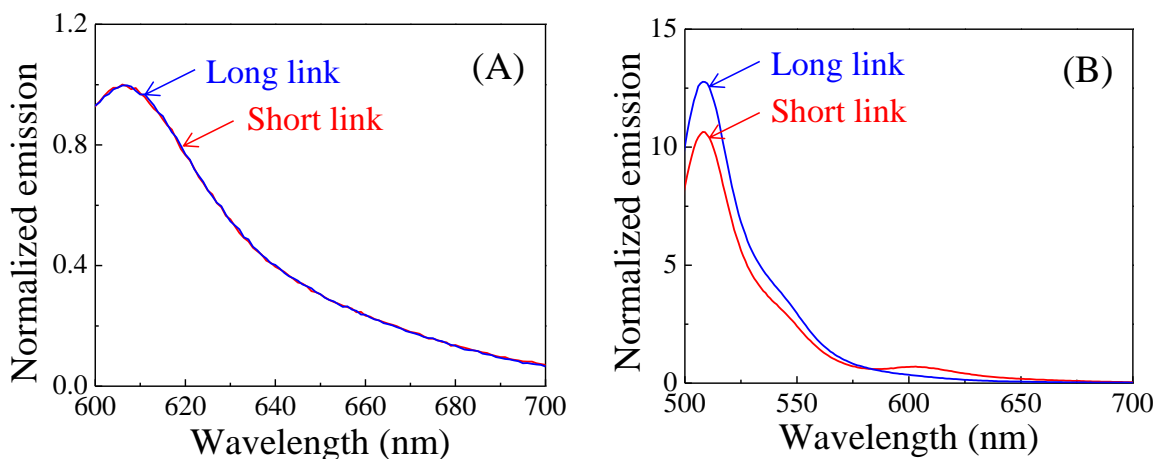 (A)
Long link
Short link
Normalized emission
1.2
0.8
0.4
0.0
600 620 640 660 680 700
Wavelength (nm)
(B)
Long link
Short link
Normalized emission
15
10
5
0
500 550 600 650 700
Wavelength (nm)